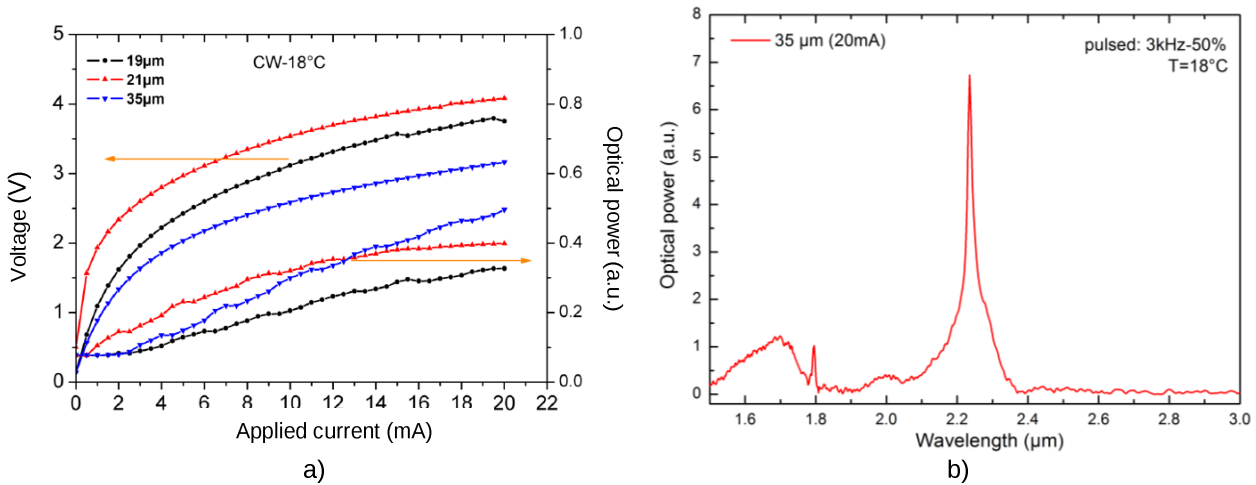 5
4
3
2
1
0
Voltage (V)
CW-18°C
19µm
21µm
35µm
1.0
0.8
0.6
0.4
0.2
0.0
Optical power (a.u.)
0 2 4 6 8 10 12 14 16 18 20 22
Applied current (mA)
a)
8
7
6
5
4
3
2
1
0
Optical power (a.u.)
35 µm (20mA)
pulsed: 3kHz-50%
T=18°C
1.6 1.8 2.0 2.2 2.4 2.6 2.8 3.0
Wavelength (µm)
b)